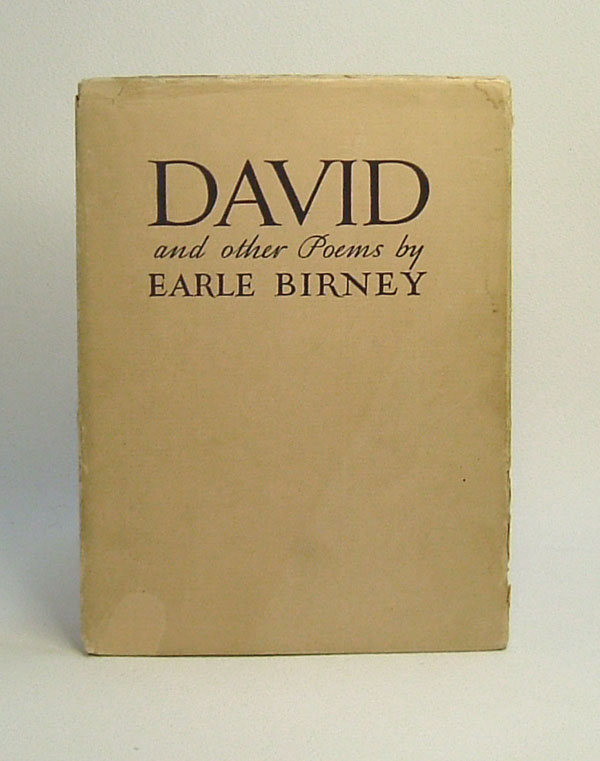 DAVID
and other Poems by
EARLE BIRNEY